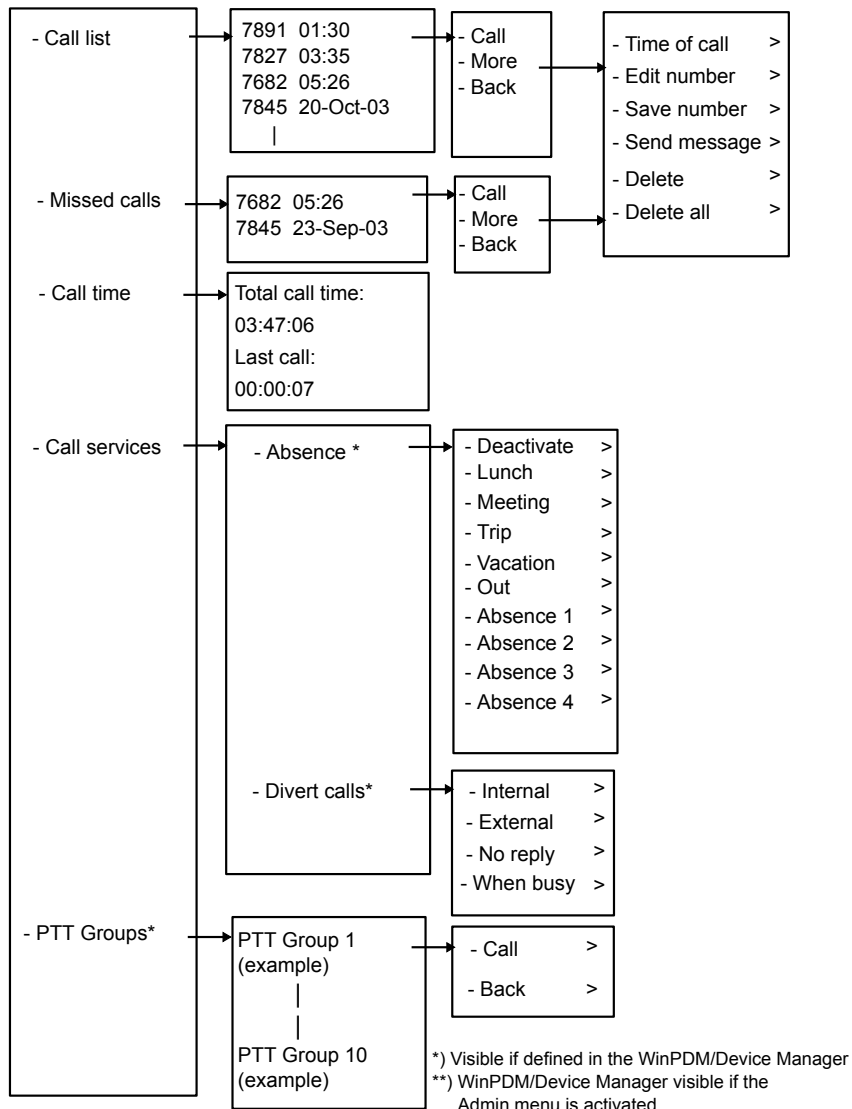 - Call list
7891 01:30
7827 03:35
7682 05:26
7845 20-Oct-03
|
- Call
- More
- Back
- Time of call >
- Edit number >
- Save number >
- Send message >
- Delete >
- Delete all >
- Missed calls
7682 05:26
7845 23-Sep-03
- Call
- More
- Back
- Call time
Total call time:
03:47:06
Last call:
00:00:07
- Call services
- Absence *
- Deactivate >
- Lunch >
- Meeting >
- Trip >
- Vacation >
- Out >
- Absence 1 >
- Absence 2 >
- Absence 3 >
- Absence 4 >
- Divert calls*
- Internal >
- External >
- No reply >
- When busy >
- PTT Groups*
PTT Group 1
(example)
|
|
PTT Group 10
(example)
- Call >
- Back >
*) Visible if defined in the WinPDM/Device Manager
**) WinPDM/Device Manager visible if the
Admin menu is activated